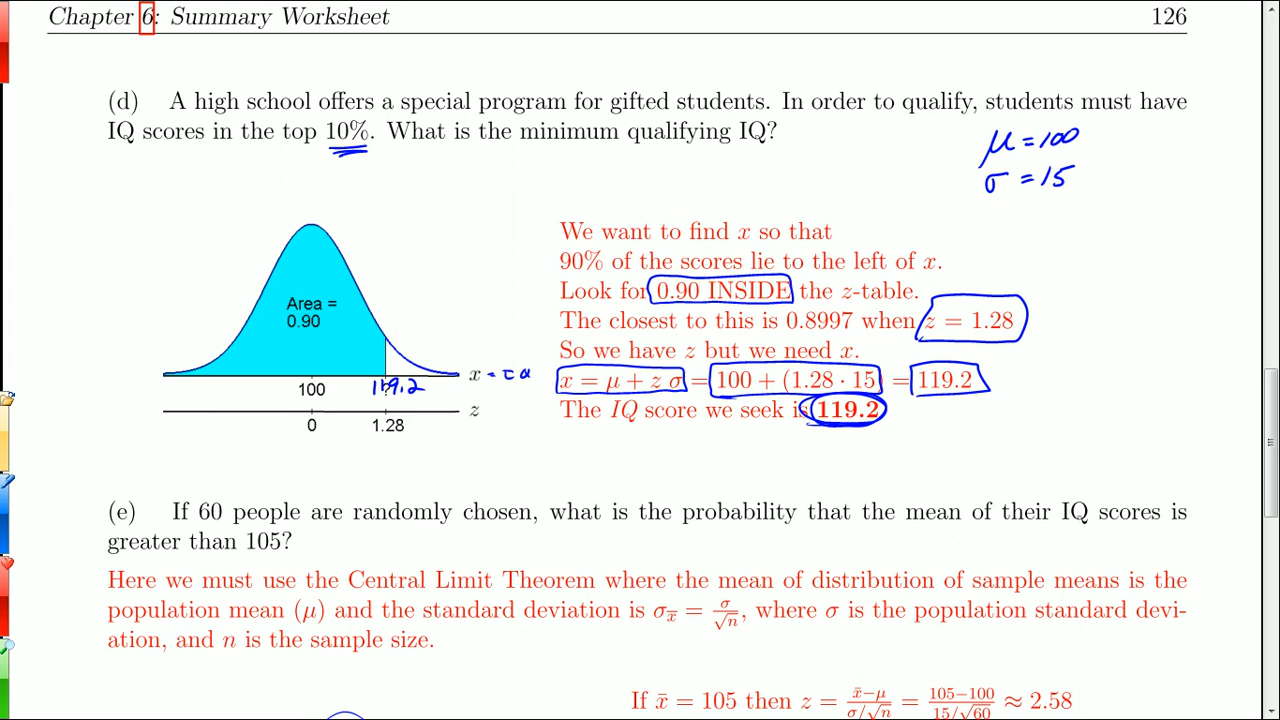 Chapter 6: Summary Worksheet 126
(d) A high school offers a special program for gifted students. In order to qualify, students must have
IQ scores in the top 10%. What is the minimum qualifying IQ?
μ = 100
σ = 15
We want to find x so that
90% of the scores lie to the left of x.
Look for 0.90 INSIDE the z-table.
The closest to this is 0.8997 when z = 1.28
So we have z but we need x.
x = μ + z σ = 100 + (1.28 · 15 = 119.2
The IQ score we seek is 119.2
Area =
0.90
100 119.2 x
z
0 1.28
(e) If 60 people are randomly chosen, what is the probability that the mean of their IQ scores is
greater than 105?
Here we must use the Central Limit Theorem where the mean of distribution of sample means is the
population mean (μ) and the standard deviation is σx̄ = σ/√n, where σ is the population standard devi-
ation, and n is the sample size.
If x̄ = 105 then z = x̄−μ / σ/√n = 105−100 / 15/√60 ≈ 2.58